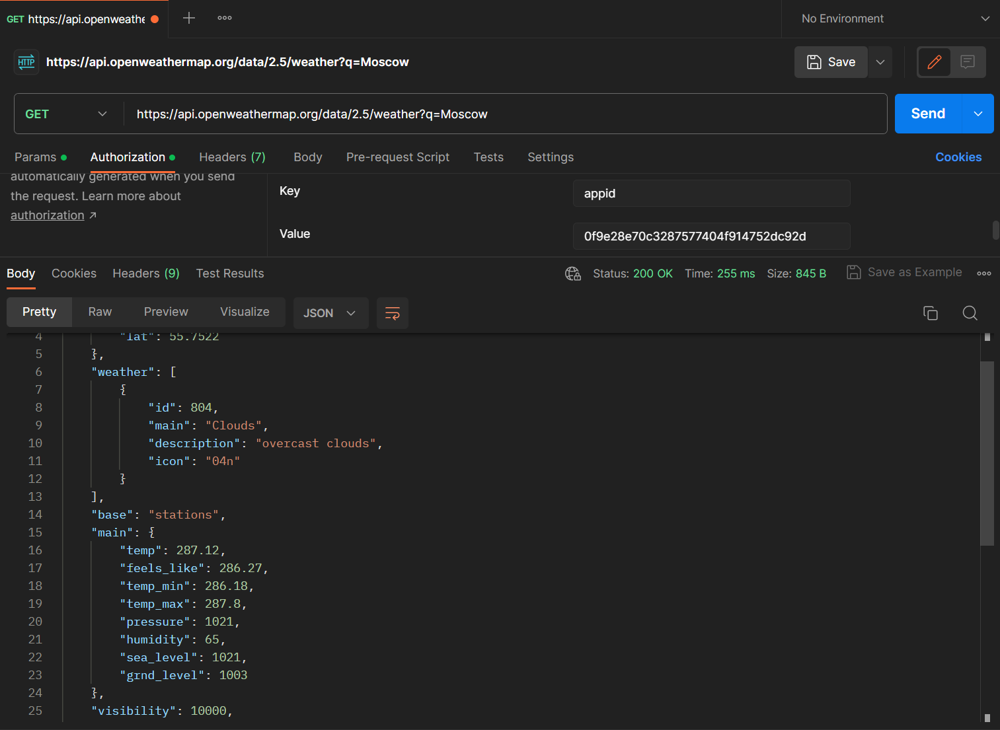 GET https://api.openweathe
No Environment
HTTP https://api.openweathermap.org/data/2.5/weather?q=Moscow
Save
GET https://api.openweathermap.org/data/2.5/weather?q=Moscow
Send
Params Authorization Headers (7) Body Pre-request Script Tests Settings Cookies
automatically generated when you send
the request. Learn more about
authorization ↗
Key appid
Value 0f9e28e70c3287577404f914752dc92d
Body Cookies Headers (9) Test Results Status: 200 OK Time: 255 ms Size: 845 B Save as Example
Pretty Raw Preview Visualize JSON
4 "lat": 55.7522
5 },
6 "weather": [
7 {
8 "id": 804,
9 "main": "Clouds",
10 "description": "overcast clouds",
11 "icon": "04n"
12 }
13 ],
14 "base": "stations",
15 "main": {
16 "temp": 287.12,
17 "feels_like": 286.27,
18 "temp_min": 286.18,
19 "temp_max": 287.8,
20 "pressure": 1021,
21 "humidity": 65,
22 "sea_level": 1021,
23 "grnd_level": 1003
24 },
25 "visibility": 10000,